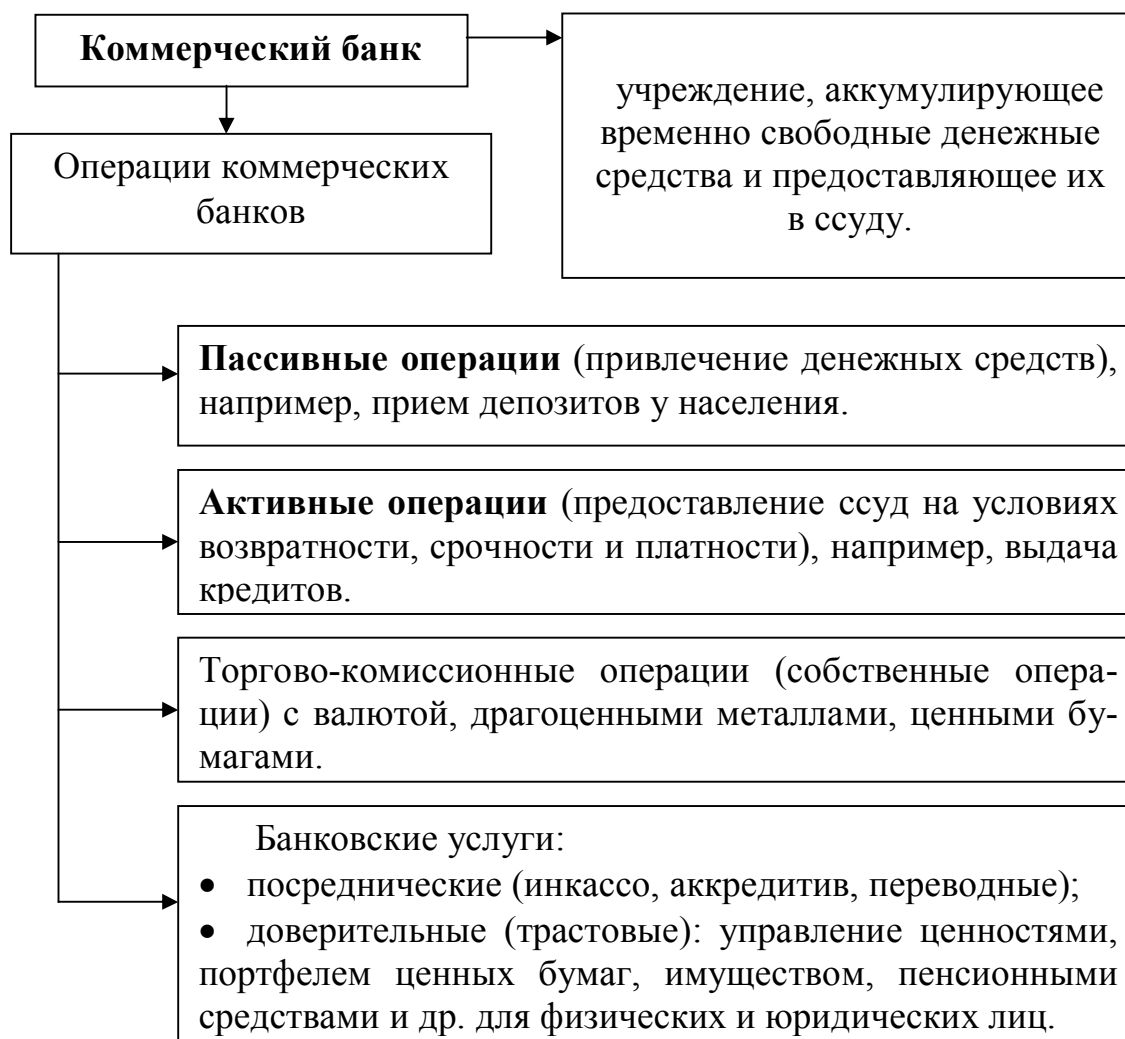 Коммерческий банк
учреждение, аккумулирующее
временно свободные денежные
средства и предоставляющее их
в ссуду.
Операции коммерческих
банков
Пассивные операции (привлечение денежных средств),
например, прием депозитов у населения.
Активные операции (предоставление ссуд на условиях
возвратности, срочности и платности), например, выдача
кредитов.
Торгово-комиссионные операции (собственные опера-
ции) с валютой, драгоценными металлами, ценными бу-
магами.
Банковские услуги:
• посреднические (инкассо, аккредитив, переводные);
• доверительные (трастовые): управление ценностями,
портфелем ценных бумаг, имуществом, пенсионными
средствами и др. для физических и юридических лиц.